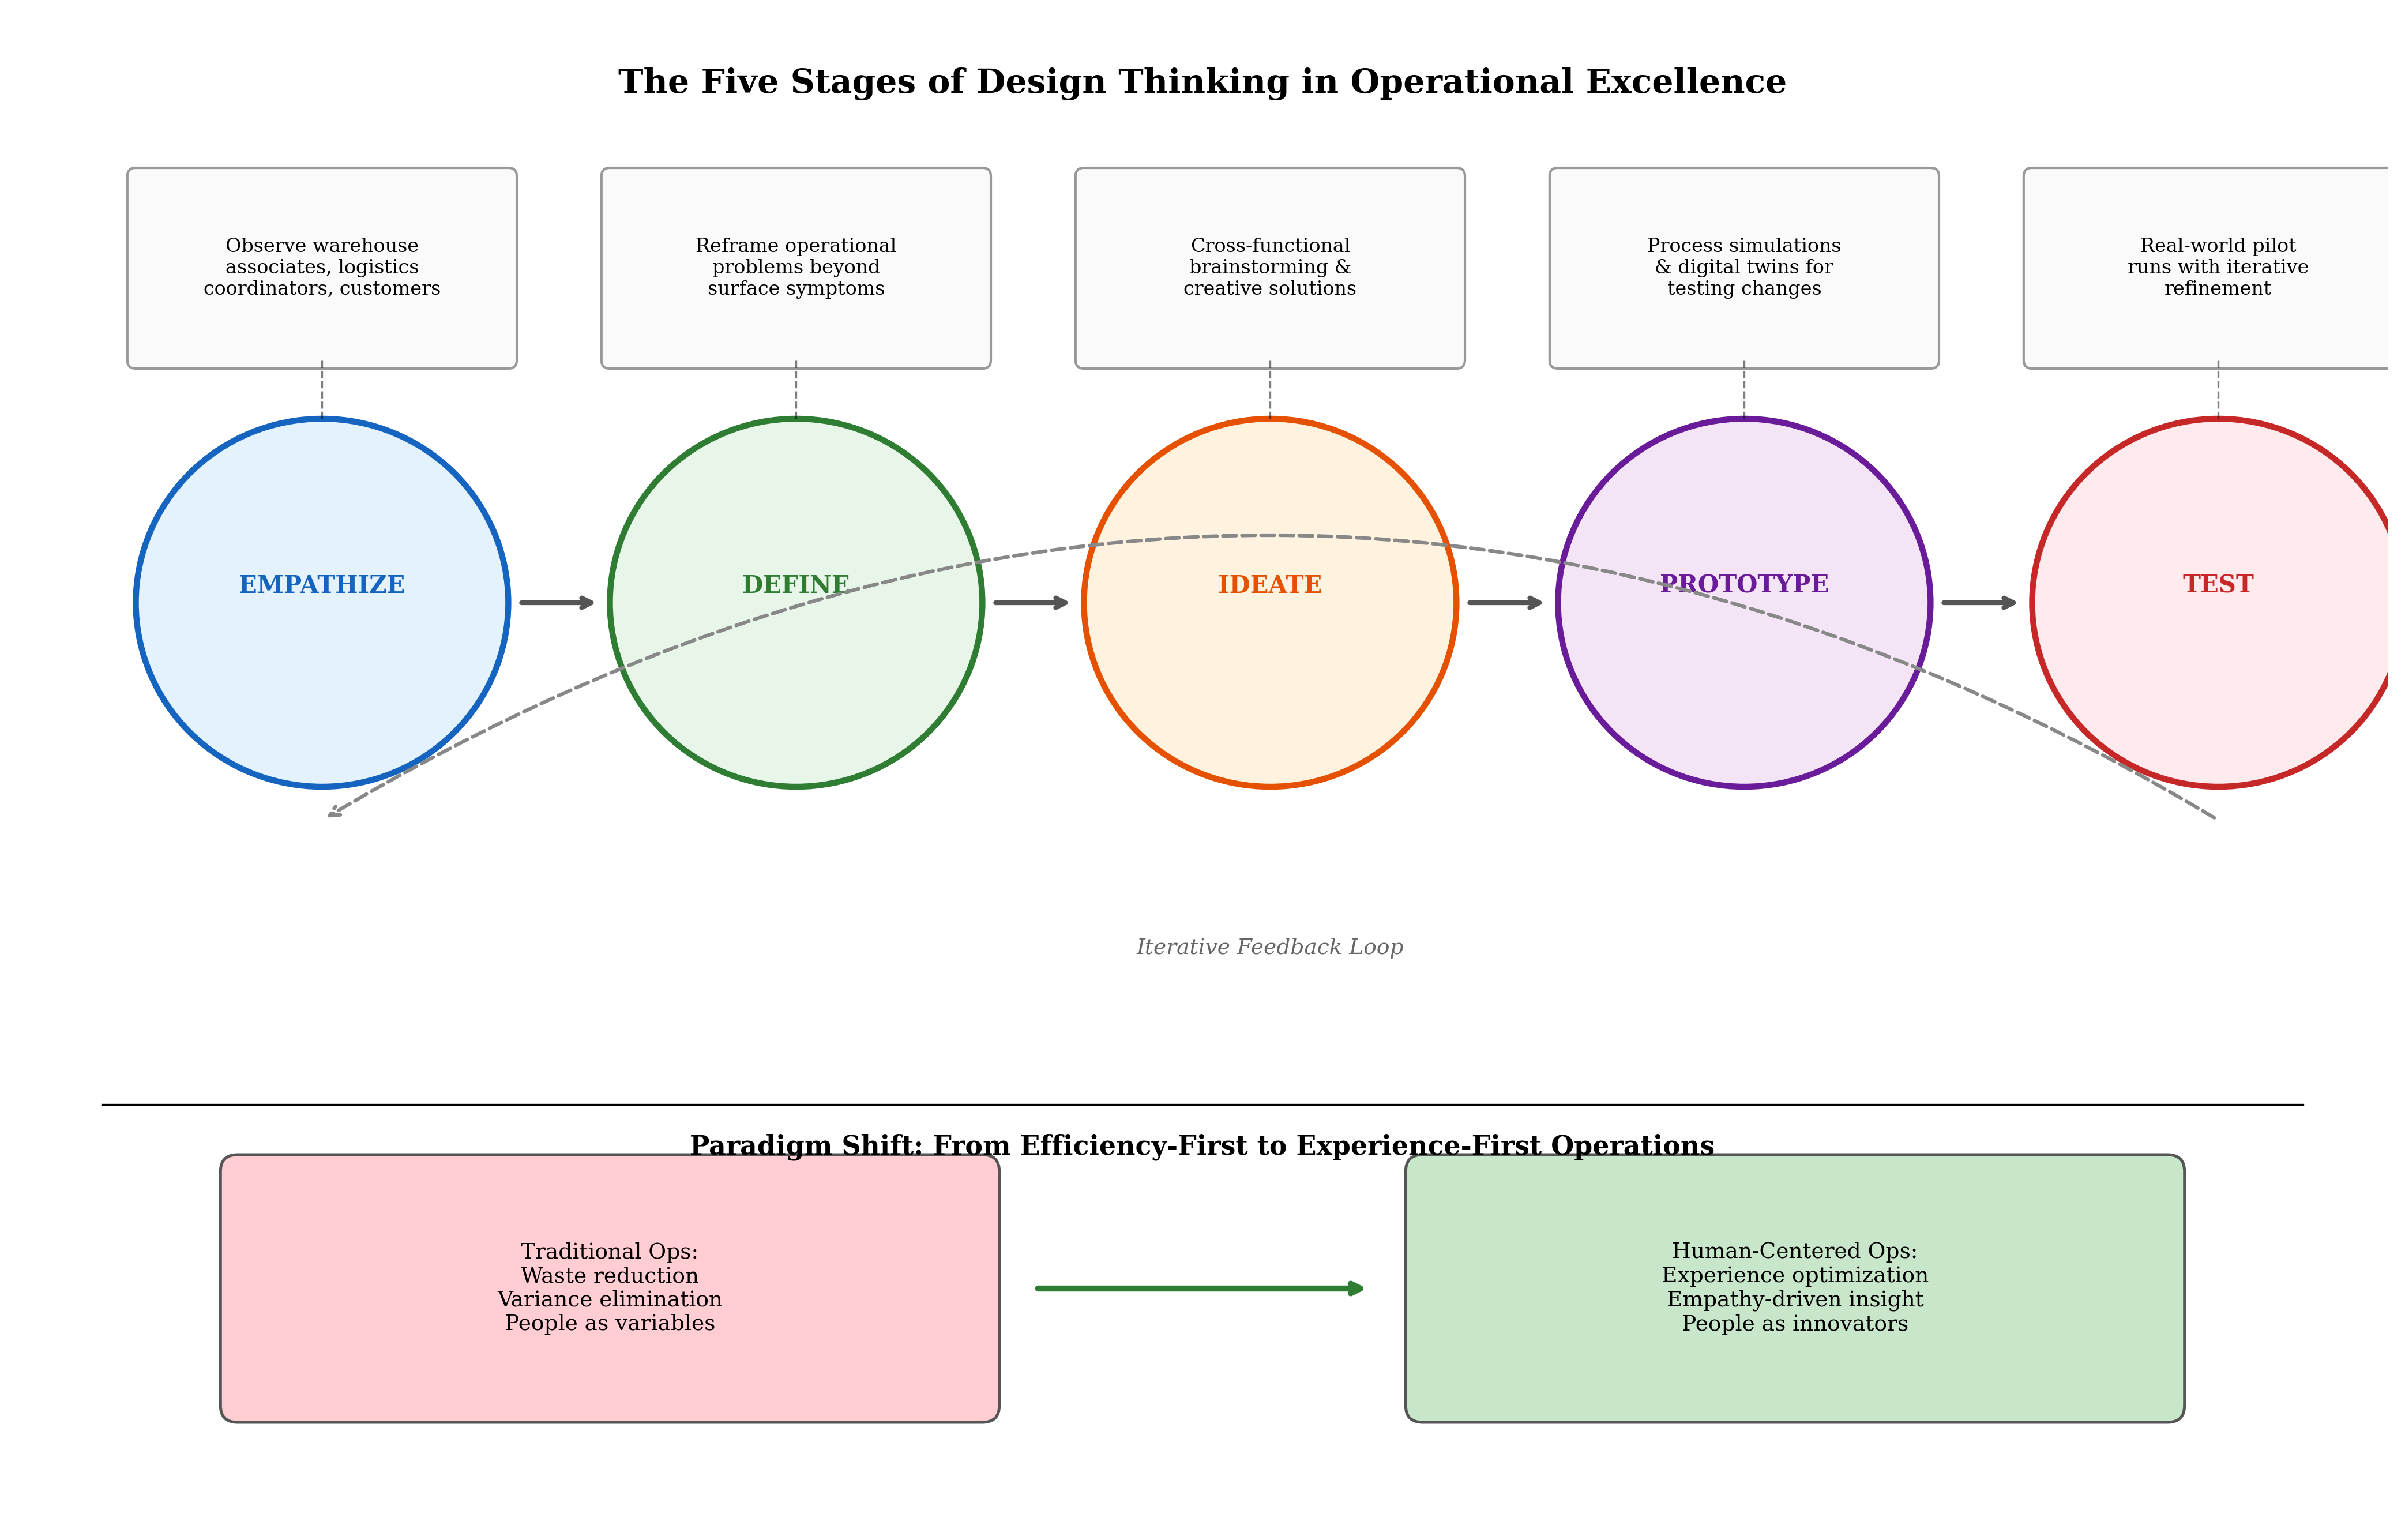 The Five Stages of Design Thinking in Operational Excellence
Observe warehouse
associates, logistics
coordinators, customers
Reframe operational
problems beyond
surface symptoms
Cross-functional
brainstorming &
creative solutions
Process simulations
& digital twins for
testing changes
Real-world pilot
runs with iterative
refinement
EMPATHIZE
DEFINE
IDEATE
PROTOTYPE
TEST
Iterative Feedback Loop
Paradigm Shift: From Efficiency-First to Experience-First Operations
Traditional Ops:
Waste reduction
Variance elimination
People as variables
Human-Centered Ops:
Experience optimization
Empathy-driven insight
People as innovators